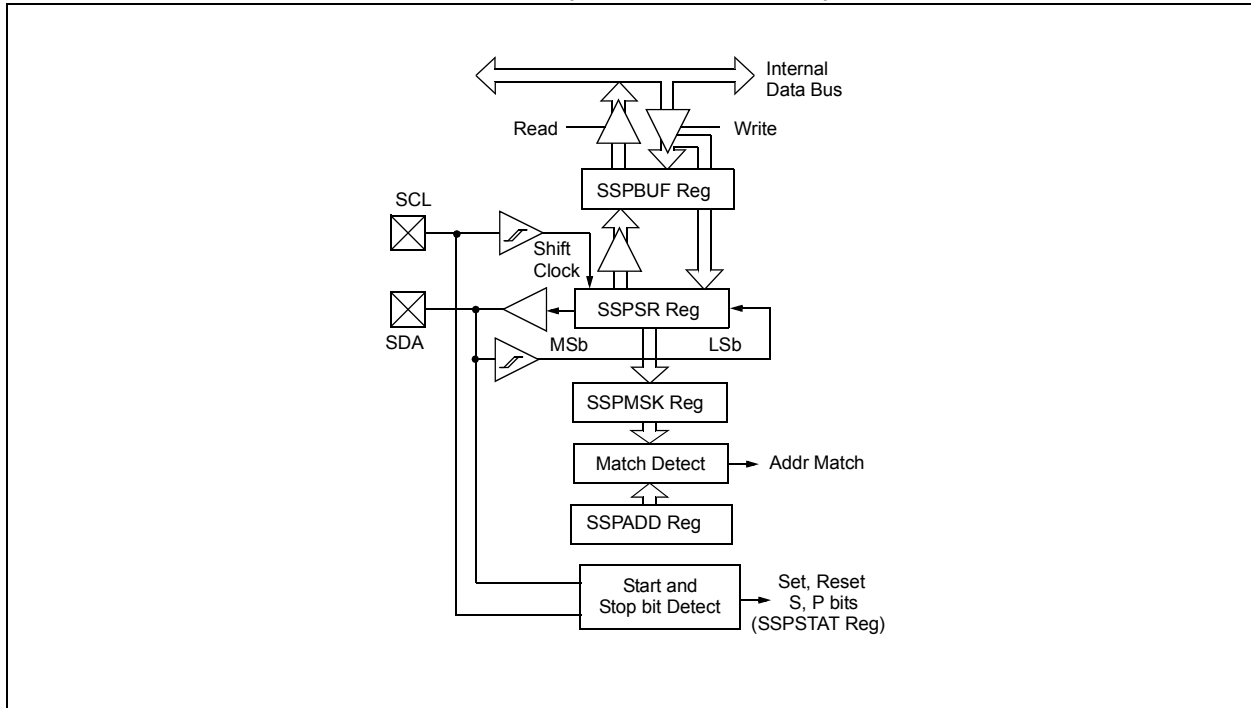 Internal
Data Bus
Read
Write
SSPBUF Reg
SCL
Shift
Clock
SSPSR Reg
SDA
MSb
LSb
SSPMSK Reg
Match Detect
Addr Match
SSPADD Reg
Start and
Stop bit Detect
Set, Reset
S, P bits
(SSPSTAT Reg)